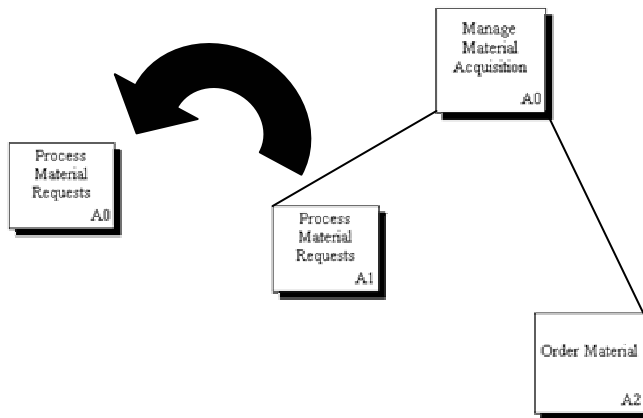 Manage
Material
Acquisition
A0
Process
Material
Requests
A0
Process
Material
Requests
A1
Order Material
A2